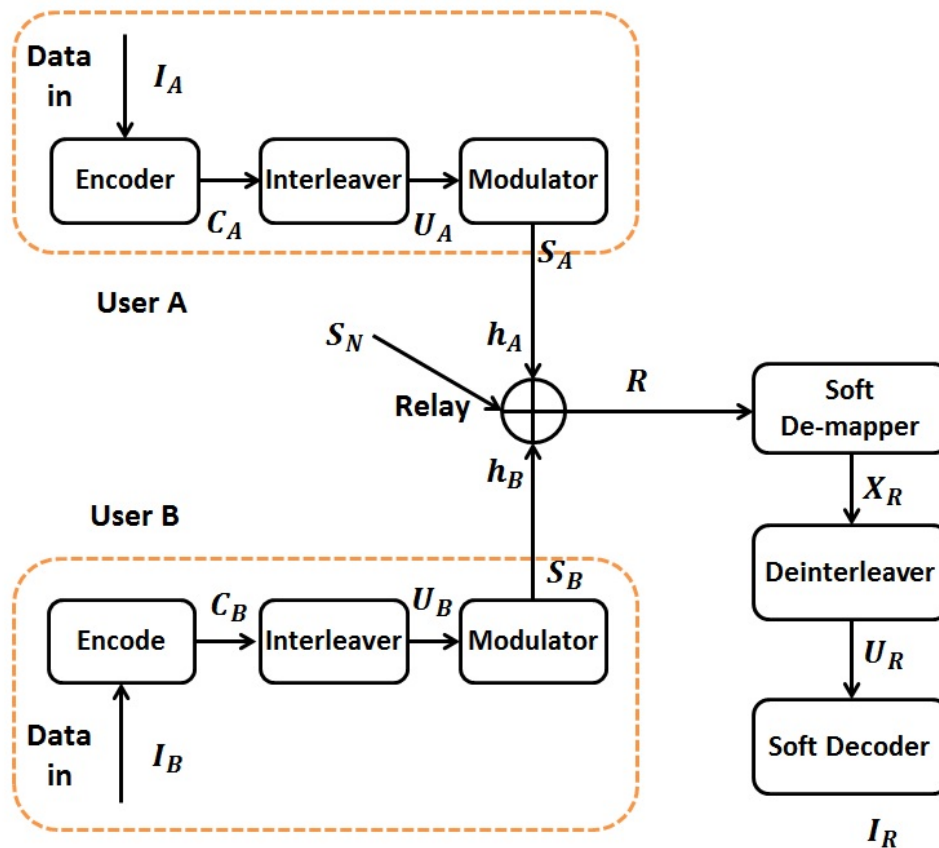 Data
in
I_A
Encoder
Interleaver
Modulator
C_A
U_A
S_A
User A
S_N
h_A
Relay
R
Soft
De-mapper
h_B
X_R
User B
Deinterleaver
S_B
C_B
U_B
Encode
Interleaver
Modulator
U_R
Data
in
I_B
Soft Decoder
I_R